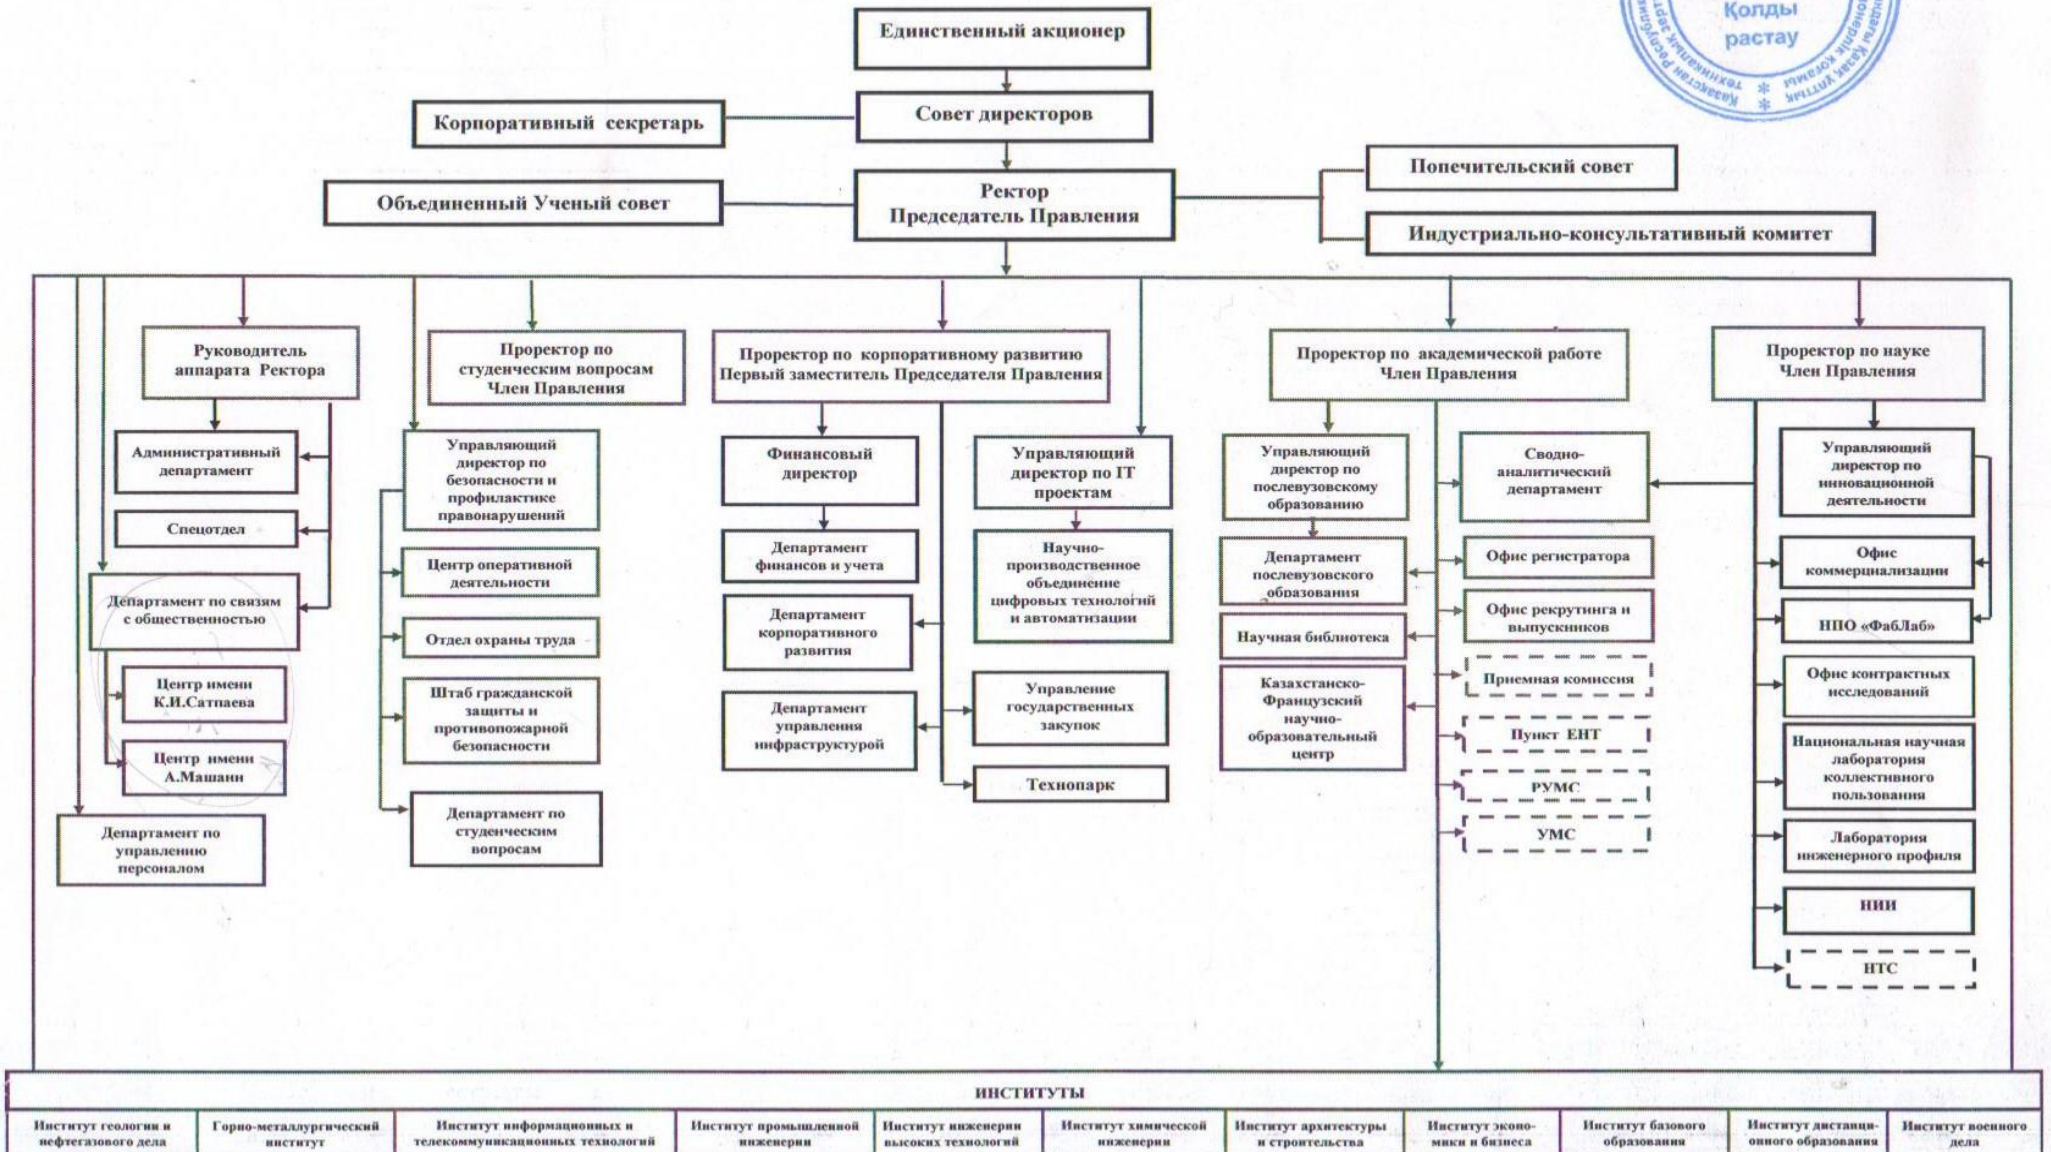 Единственный акционер
Қолды
растау
Корпоративный секретарь
Совет директоров
Объединенный Ученый совет
Ректор
Председатель Правления
Попечительский совет
Индустриально-консультативный комитет
Руководитель
аппарата Ректора
Проректор по
студенческим вопросам
Член Правления
Проректор по корпоративному развитию
Первый заместитель Председателя Правления
Проректор по академической работе
Член Правления
Проректор по науке
Член Правления
Административный
департамент
Спецотдел
Департамент по связям
с общественностью
Центр имени
К.И.Сатпаева
Центр имени
А.Машани
Департамент по
управлению
персоналом
Управляющий
директор по
безопасности и
профилактике
правонарушений
Центр оперативной
деятельности
Отдел охраны труда
Штаб гражданской
защиты и
противопожарной
безопасности
Департамент по
студенческим
вопросам
Финансовый
директор
Департамент
финансов и учета
Департамент
корпоративного
развития
Департамент
управления
инфраструктурой
Управляющий
директор по IT
проектам
Научно-
производственное
объединение
цифровых технологий
и автоматизации
Управление
государственных
закупок
Технопарк
Управляющий
директор по
послевузовскому
образованию
Департамент
послевузовского
образования
Научная библиотека
Казахстанско-
Французский
научно-
образовательный
центр
Сводно-
аналитический
департамент
Офис регистратора
Офис рекрутинга и
выпускников
Приемная комиссия
Пункт ЕНТ
РУМС
УМС
Управляющий
директор по
инновационной
деятельности
Офис
коммерциализации
НПО «ФабЛаб»
Офис контрактных
исследований
Национальная научная
лаборатория
коллективного
пользования
Лаборатория
инженерного профиля
НИИ
НТС
ИНСТИТУТЫ
Институт геологии и
нефтегазового дела
Горно-металлургический
институт
Институт информационных и
телекоммуникационных технологий
Институт промышленной
инженерии
Институт инженерии
высоких технологий
Институт химической
инженерии
Институт архитектуры
и строительства
Институт эконо-
мики и бизнеса
Институт базового
образования
Институт дистанци-
онного образования
Институт военного
дела